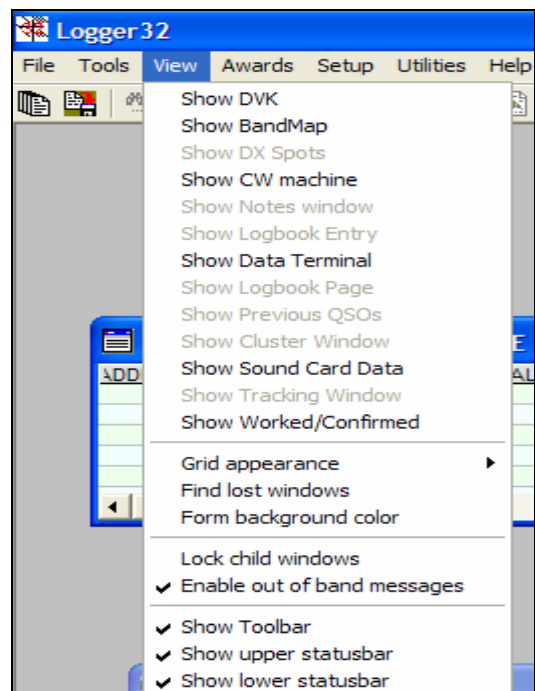 Logger32
File Tools View Awards Setup Utilities Help
Show DVK
Show BandMap
Show DX Spots
Show CW machine
Show Notes window
Show Logbook Entry
Show Data Terminal
Show Logbook Page
Show Previous QSOs
Show Cluster Window
Show Sound Card Data
Show Tracking Window
Show Worked/Confirmed
Grid appearance
Find lost windows
Form background color
Lock child windows
Enable out of band messages
Show Toolbar
Show upper statusbar
Show lower statusbar